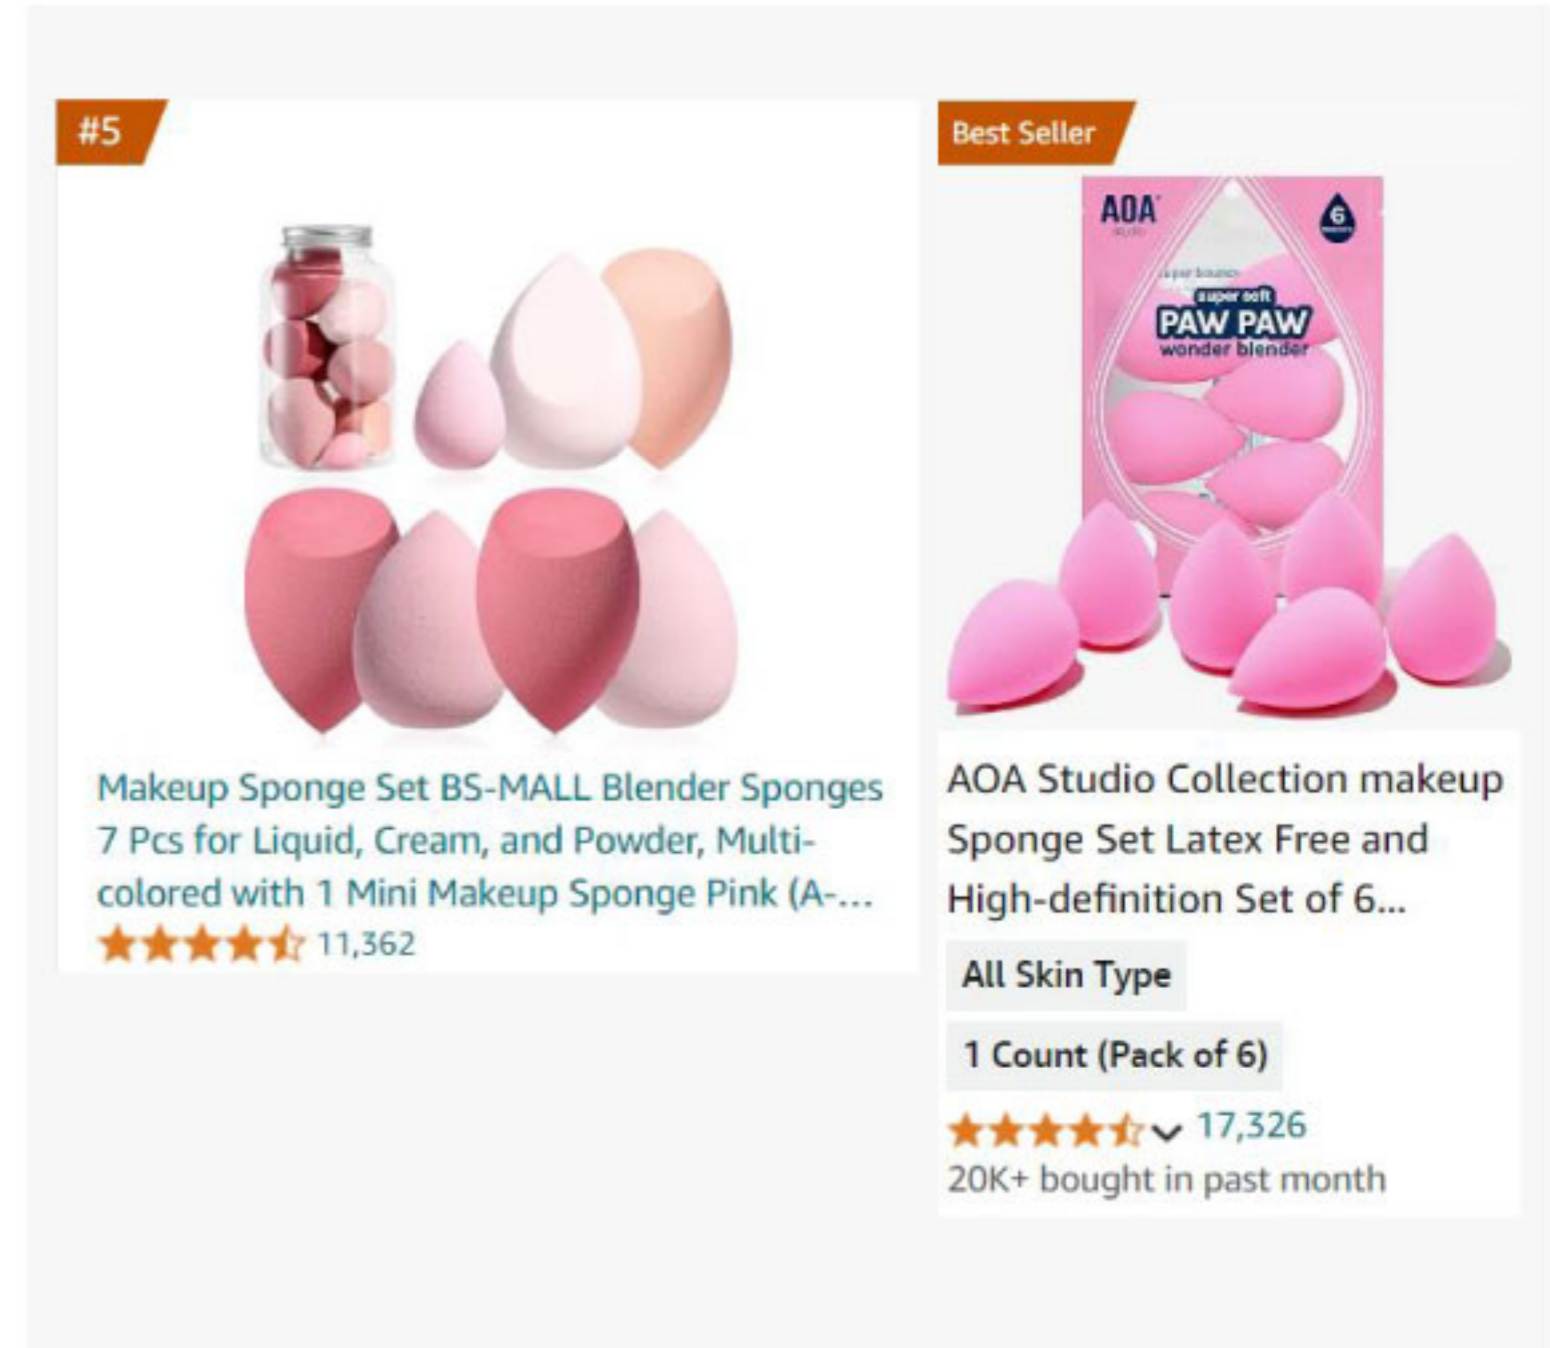 #5
Makeup Sponge Set BS-MALL Blender Sponges
7 Pcs for Liquid, Cream, and Powder, Multi-
colored with 1 Mini Makeup Sponge Pink (A-...
11,362
Best Seller
AOA
6
super bouncy
super soft
PAW PAW
wonder blender
AOA Studio Collection makeup
Sponge Set Latex Free and
High-definition Set of 6...
All Skin Type
1 Count (Pack of 6)
17,326
20K+ bought in past month